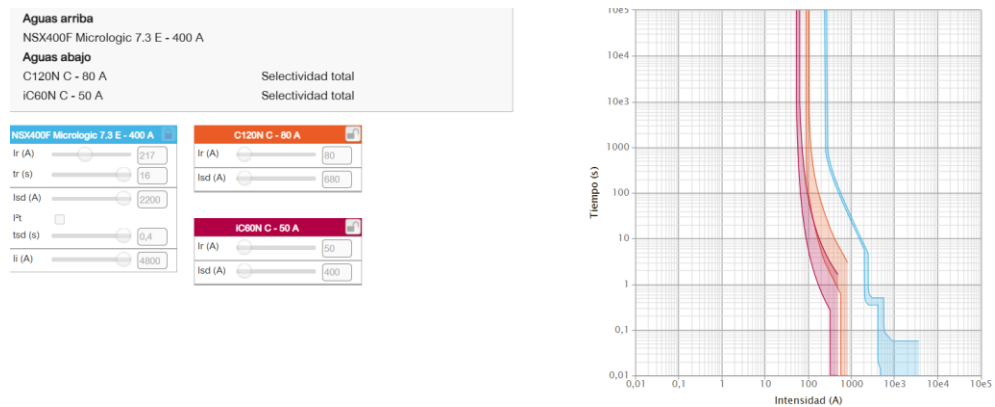 Aguas arriba
NSX400F Micrologic 7.3 E - 400 A
Aguas abajo
C120N C - 80 A Selectividad total
iC60N C - 50 A Selectividad total
NSX400F Micrologic 7.3 E - 400 A
Ir (A) 217
tr (s) 16
Isd (A) 2200
I²t
tsd (s) 0,4
Ii (A) 4800
C120N C - 80 A
Ir (A) 80
Isd (A) 680
iC60N C - 50 A
Ir (A) 50
Isd (A) 400
10e5
10e4
10e3
1000
100
10
1
0,1
0,01
Tiempo (s)
0,01 0,1 1 10 100 1000 10e3 10e4 10e5
Intensidad (A)